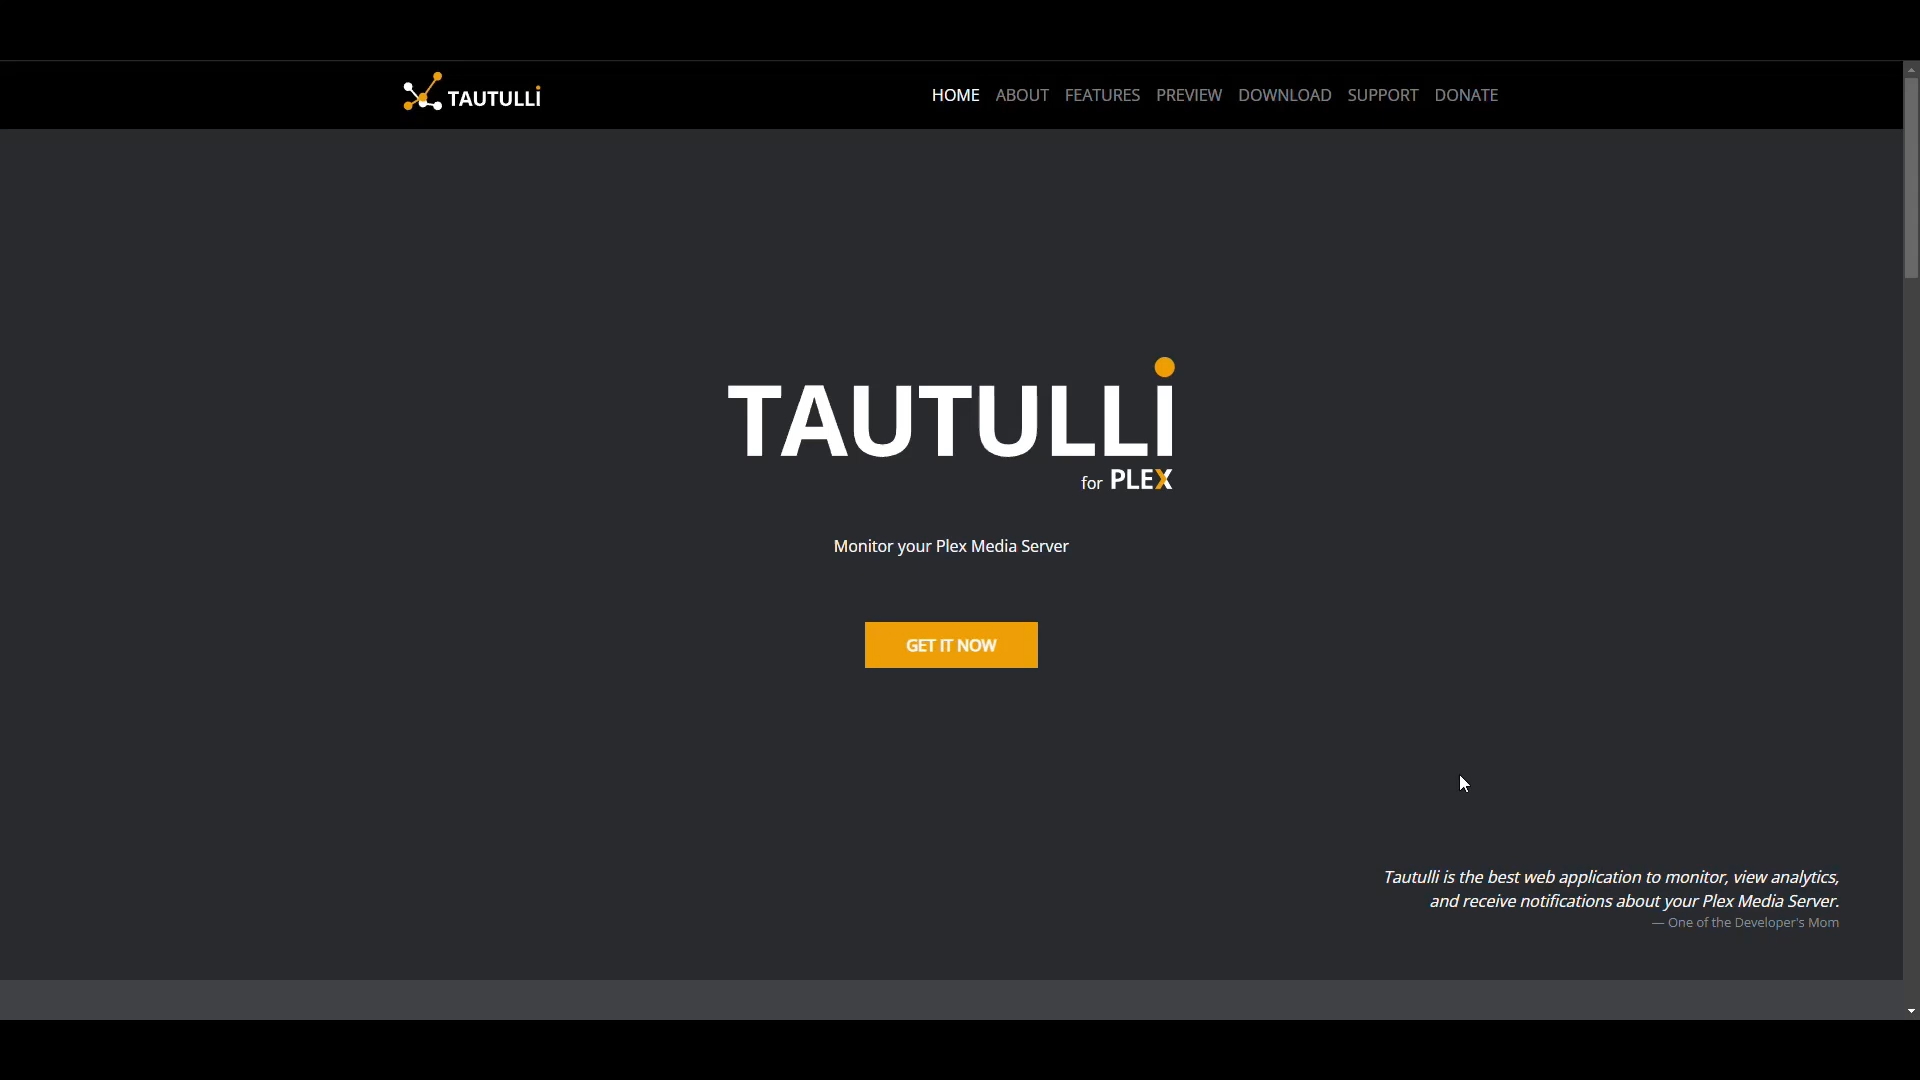 TAUTULLI
HOME ABOUT FEATURES PREVIEW DOWNLOAD SUPPORT DONATE
TAUTULLI
for PLEX
Monitor your Plex Media Server
GET IT NOW
Tautulli is the best web application to monitor, view analytics,
and receive notifications about your Plex Media Server.
— One of the Developer's Mom